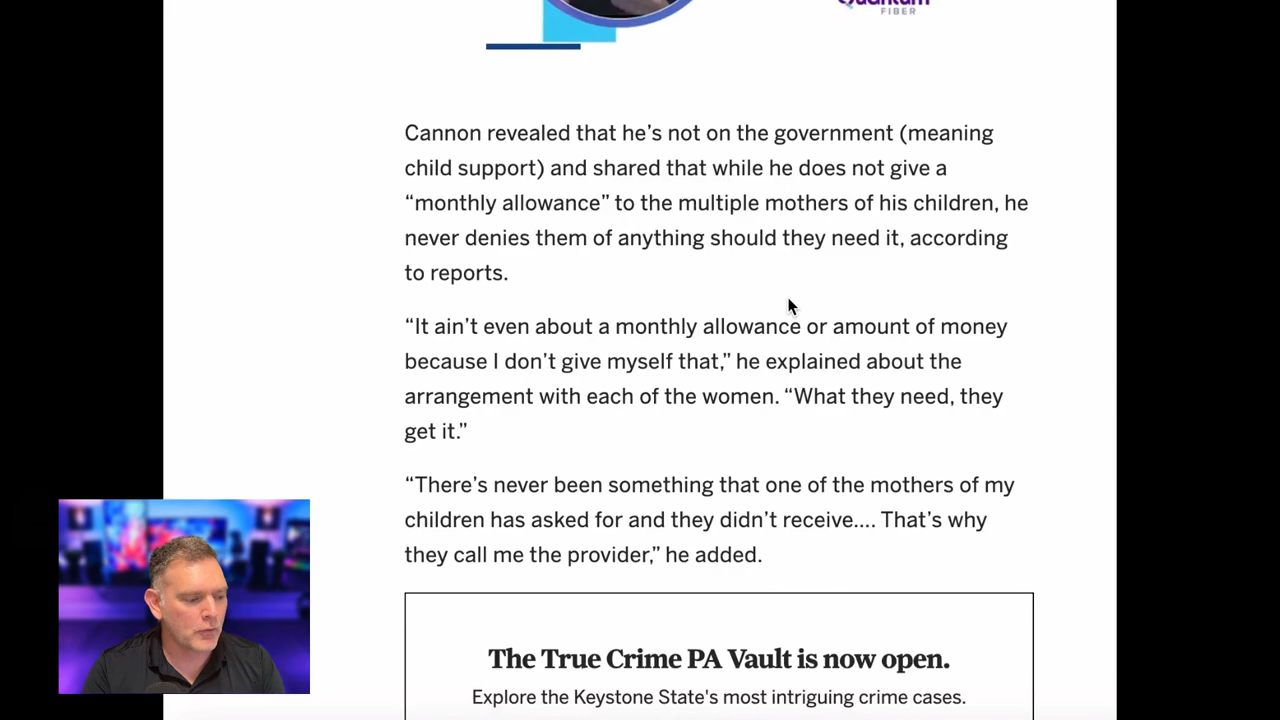 Quantum
FIBER
Cannon revealed that he’s not on the government (meaning
child support) and shared that while he does not give a
“monthly allowance” to the multiple mothers of his children, he
never denies them of anything should they need it, according
to reports.
“It ain’t even about a monthly allowance or amount of money
because I don’t give myself that,” he explained about the
arrangement with each of the women. “What they need, they
get it.”
“There’s never been something that one of the mothers of my
children has asked for and they didn’t receive.... That’s why
they call me the provider,” he added.
The True Crime PA Vault is now open.
Explore the Keystone State's most intriguing crime cases.